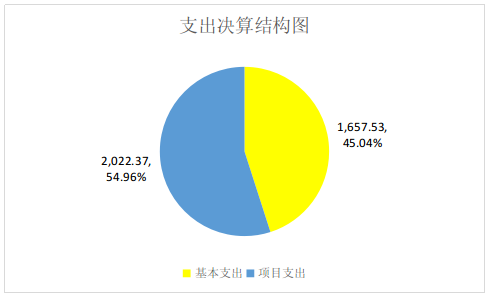 支出决算结构图
1,657.53,
45.04%
2,022.37,
54.96%
基本支出 项目支出